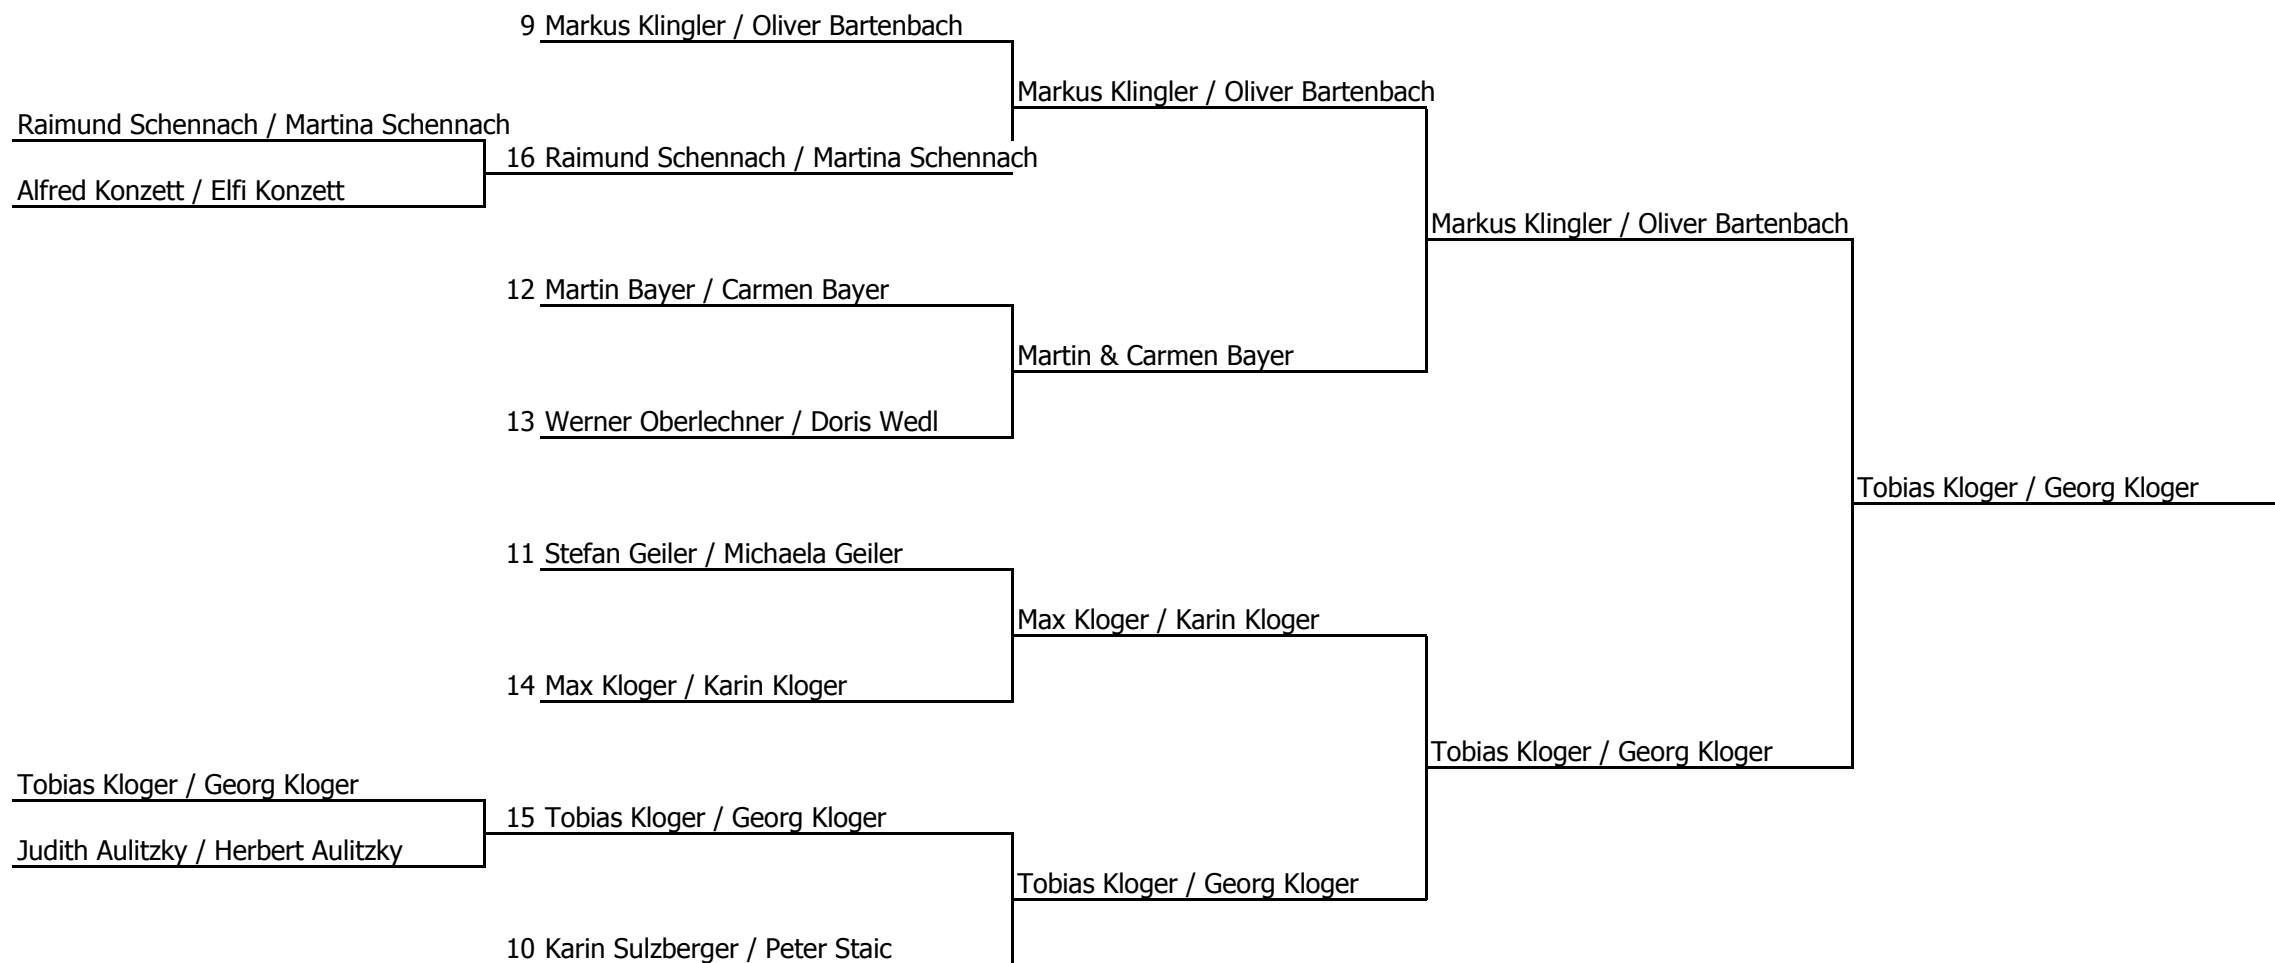 9 Markus Klingler / Oliver Bartenbach
Markus Klingler / Oliver Bartenbach
Raimund Schennach / Martina Schennach
16 Raimund Schennach / Martina Schennach
Alfred Konzett / Elfi Konzett
Markus Klingler / Oliver Bartenbach
12 Martin Bayer / Carmen Bayer
Martin & Carmen Bayer
13 Werner Oberlechner / Doris Wedl
Tobias Kloger / Georg Kloger
11 Stefan Geiler / Michaela Geiler
Max Kloger / Karin Kloger
14 Max Kloger / Karin Kloger
Tobias Kloger / Georg Kloger
Tobias Kloger / Georg Kloger
15 Tobias Kloger / Georg Kloger
Judith Aulitzky / Herbert Aulitzky
Tobias Kloger / Georg Kloger
10 Karin Sulzberger / Peter Staic